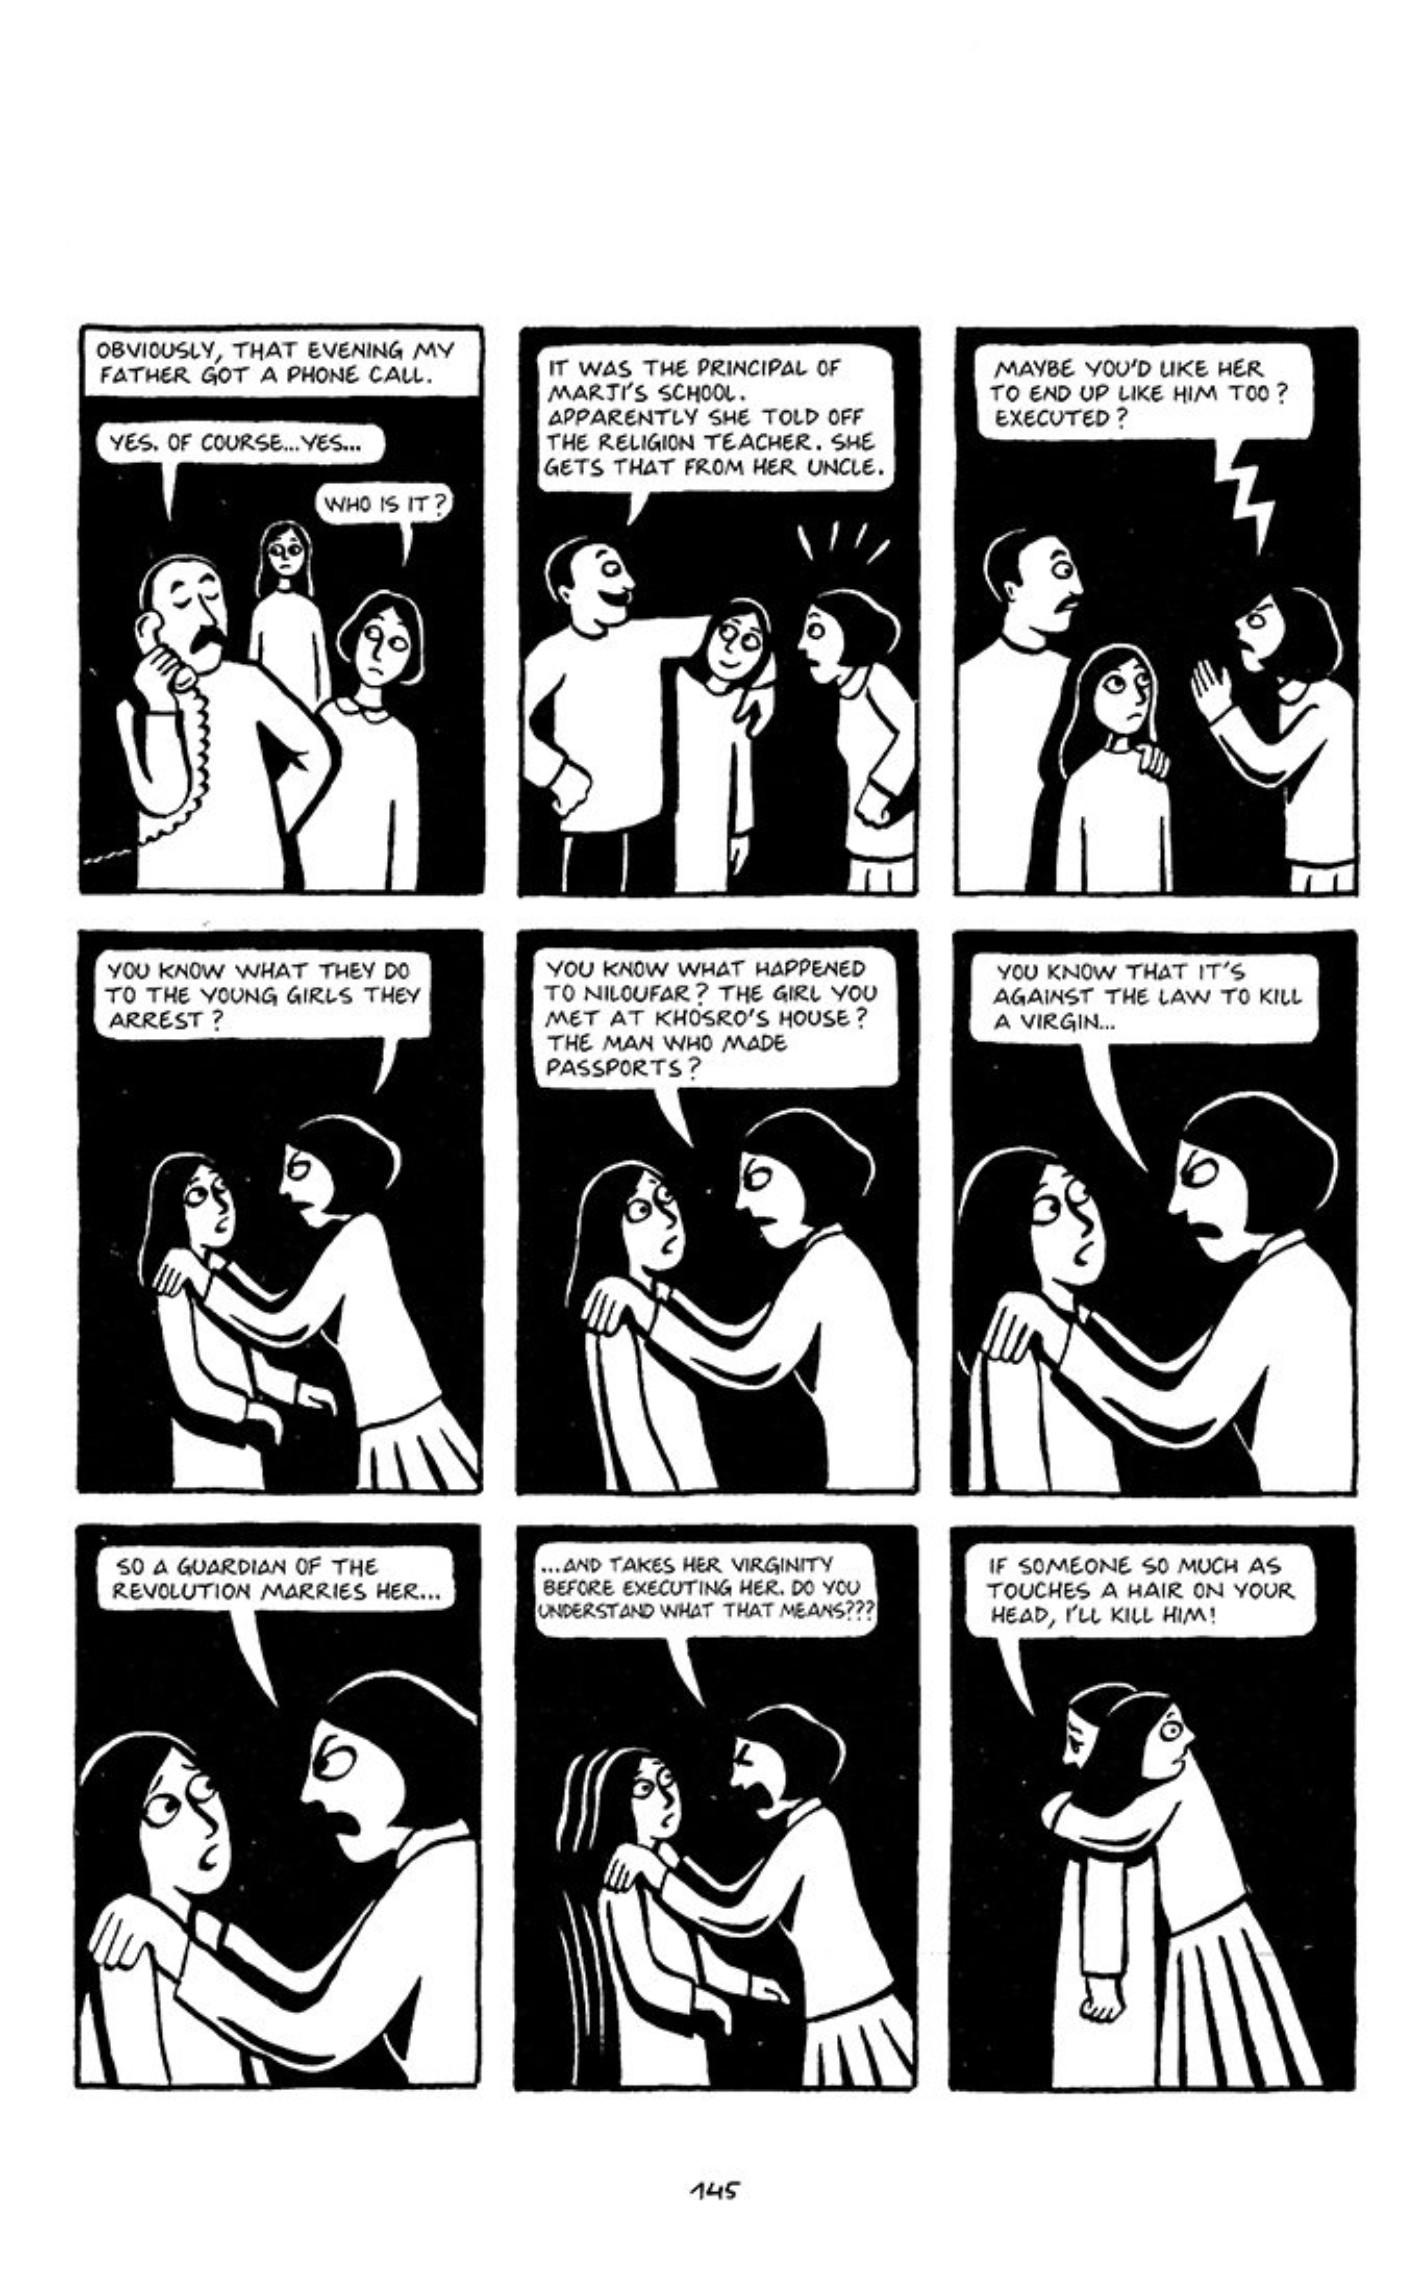 OBVIOUSLY, THAT EVENING MY
FATHER GOT A PHONE CALL.
YES. OF COURSE...YES...
WHO IS IT?
IT WAS THE PRINCIPAL OF
MARJI'S SCHOOL.
APPARENTLY SHE TOLD OFF
THE RELIGION TEACHER. SHE
GETS THAT FROM HER UNCLE.
MAYBE YOU'D LIKE HER
TO END UP LIKE HIM TOO?
EXECUTED?
YOU KNOW WHAT THEY DO
TO THE YOUNG GIRLS THEY
ARREST?
YOU KNOW WHAT HAPPENED
TO NILOUFAR? THE GIRL YOU
MET AT KHOSRO'S HOUSE?
THE MAN WHO MADE
PASSPORTS?
YOU KNOW THAT IT'S
AGAINST THE LAW TO KILL
A VIRGIN...
SO A GUARDIAN OF THE
REVOLUTION MARRIES HER...
...AND TAKES HER VIRGINITY
BEFORE EXECUTING HER. DO YOU
UNDERSTAND WHAT THAT MEANS???
IF SOMEONE SO MUCH AS
TOUCHES A HAIR ON YOUR
HEAD, I'LL KILL HIM!
145